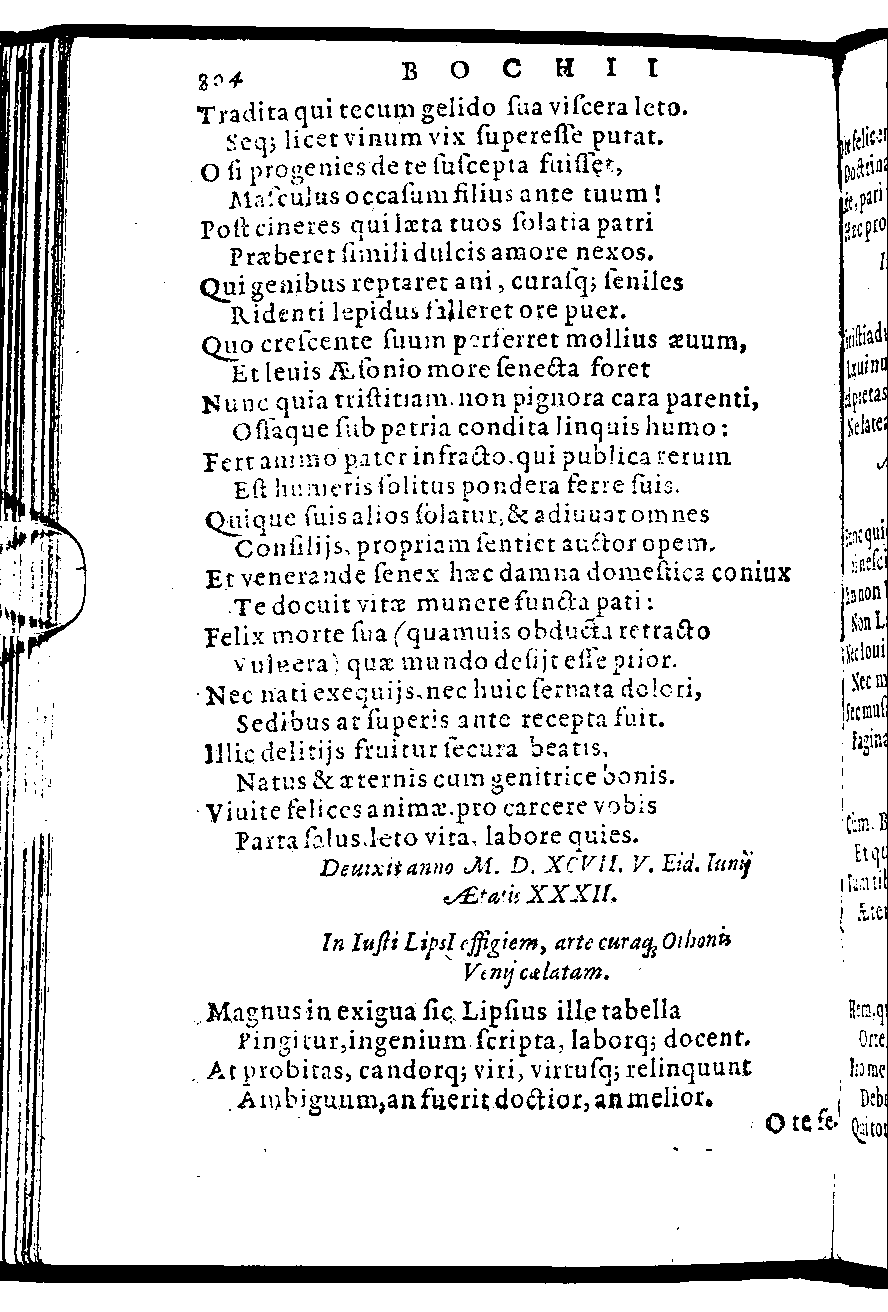 804 BOCHII
Tradita qui tecum gelido ſua viſcera leto.
Seq; licet vinum vix ſupereſſe putat.
O ſi progenies de te ſuſcepta fuiſſet,
Maſculus occaſum filius ante tuum!
Poſt cineres qui læta tuos ſolatia patri
Præberet ſimili dulcis amore nexos.
Qui genibus reptaret ani, curaſq; ſeniles
Ridenti lepidus falleret ore puer.
Quo creſcente ſuum perferret mollius æuum,
Et leuis Æſonio more ſenecta foret
Nunc quia triſtitiam. non pignora cara parenti,
Oſſaque ſub patria condita linquis humo:
Fert animo pater infracto. qui publica rerum
Eſt humeris ſolitus pondera ferre ſuis.
Quique ſuis alios ſolatur, & adiuuat omnes
Conſilijs, propriam ſentiet auctor opem.
Et venerande ſenex hæc damna domeſtica coniux
Te docuit vitæ munere functa pati:
Felix morte ſua (quamuis obducta retracto
Vulnera) quæ mundo deſijt eſſe prior.
Nec nati exequijs, nec huic ſeruata dolori,
Sedibus at ſuperis ante recepta fuit.
Illic delitijs fruitur ſecura beatis,
Natus & æternis cum genitrice bonis.
Viuite felices animæ. pro carcere vobis
Parta ſalus. leto vita, labore quies.
Deuixit anno M. D. XCVII. V. Eid. Iunij
Ætatis XXXII.
In Iuſti LipsI effigiem, arte curaq; Othonis
Venij cælatam.
Magnus in exigua ſic Lipſius ille tabella
Pingitur, ingenium ſcripta, laborq; docent.
At probitas, candorq; viri, virtuſq; relinquunt
Ambiguum, an fuerit doctior, an melior.
O te fe-